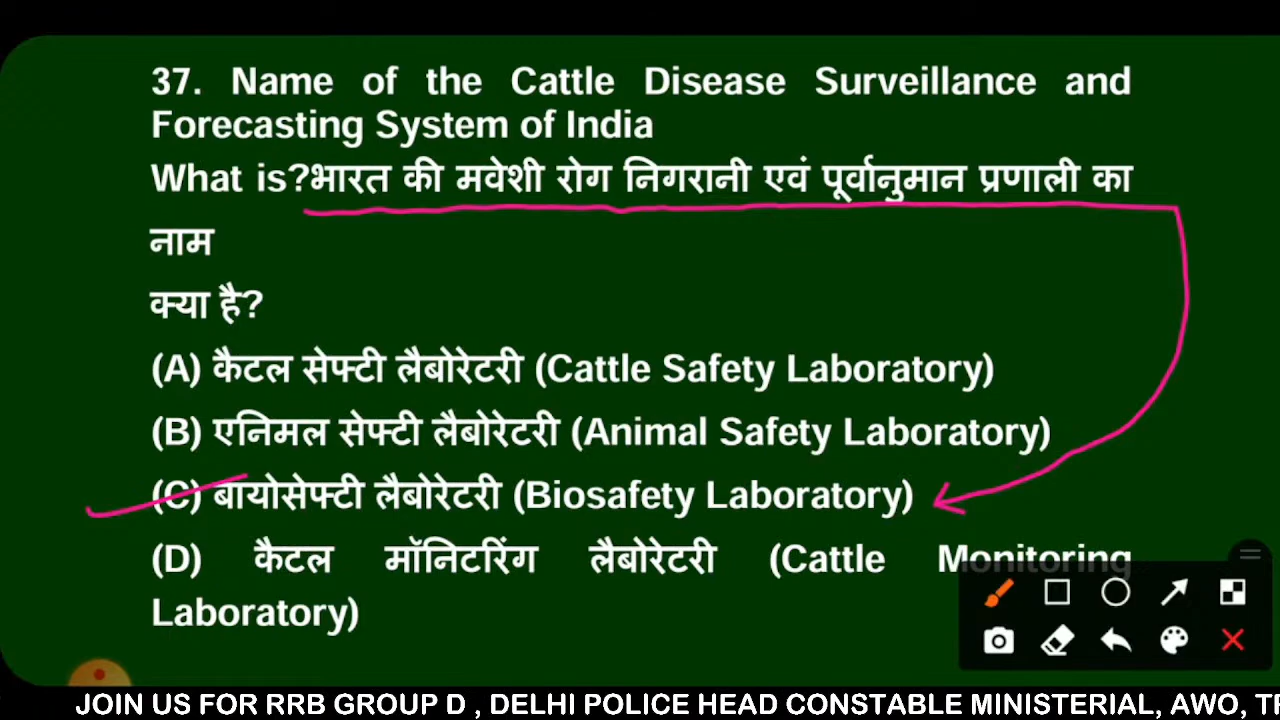 37. Name of the Cattle Disease Surveillance and
Forecasting System of India
What is?भारत की मवेशी रोग निगरानी एवं पूर्वानुमान प्रणाली का
नाम
क्या है?
(A) कैटल सेफ्टी लैबोरेटरी (Cattle Safety Laboratory)
(B) एनिमल सेफ्टी लैबोरेटरी (Animal Safety Laboratory)
(C) बायोसेफ्टी लैबोरेटरी (Biosafety Laboratory)
(D) कैटल मॉनिटरिंग लैबोरेटरी (Cattle Monitoring
Laboratory)
JOIN US FOR RRB GROUP D , DELHI POLICE HEAD CONSTABLE MINISTERIAL, AWO,